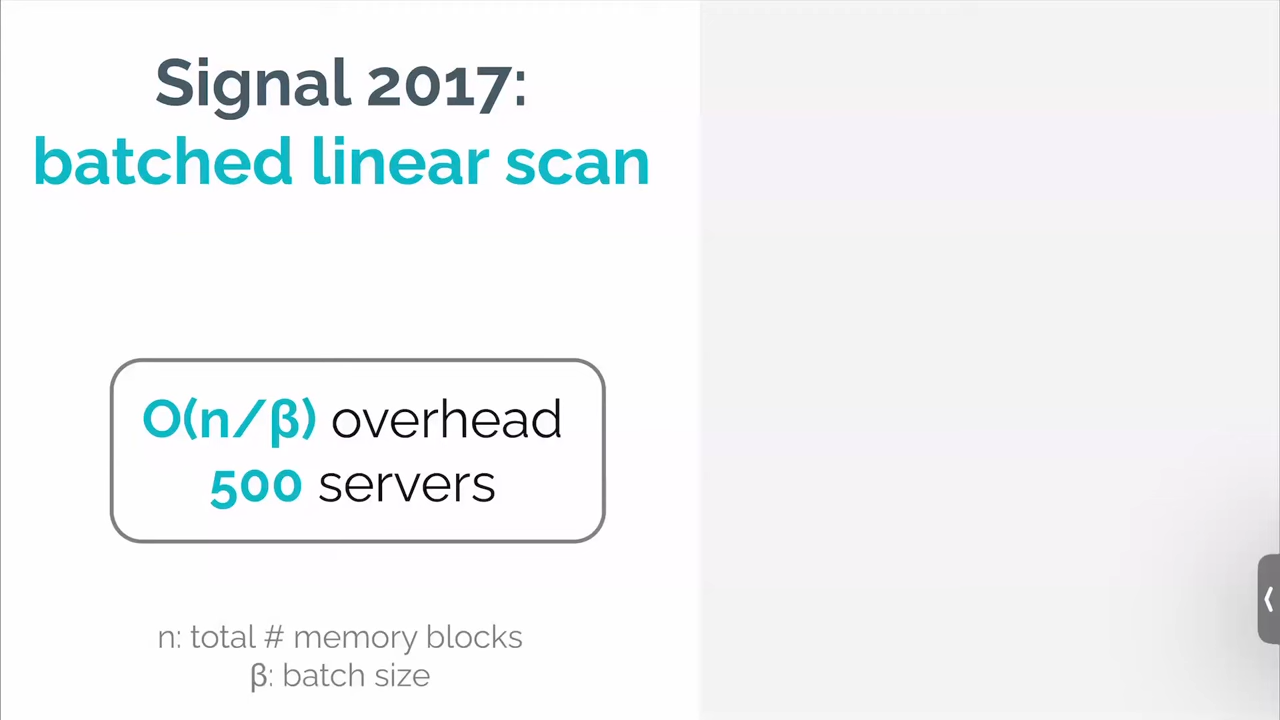 Signal 2017:
batched linear scan
O(n/β) overhead
500 servers
n: total # memory blocks
β: batch size